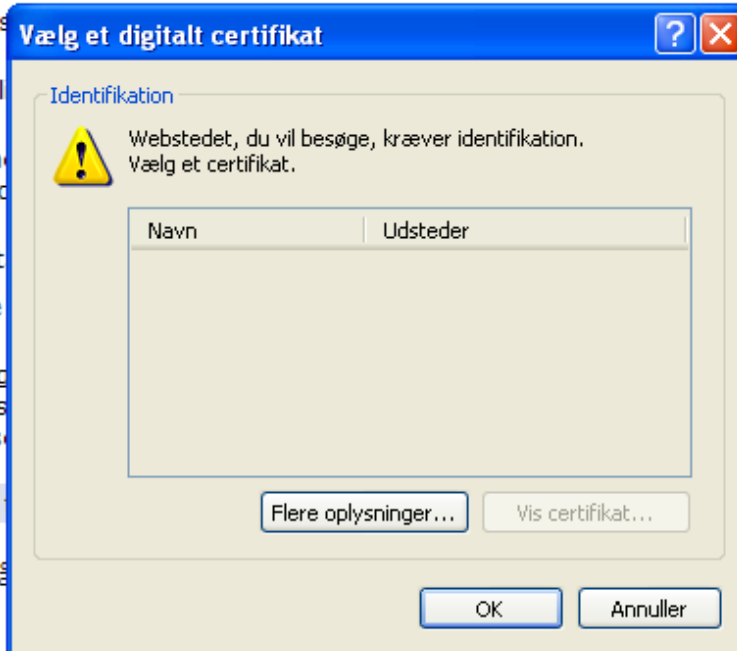 Vælg et digitalt certifikat
Identifikation
Webstedet, du vil besøge, kræver identifikation.
Vælg et certifikat.
Navn Udsteder
Flere oplysninger... Vis certifikat...
OK Annuller